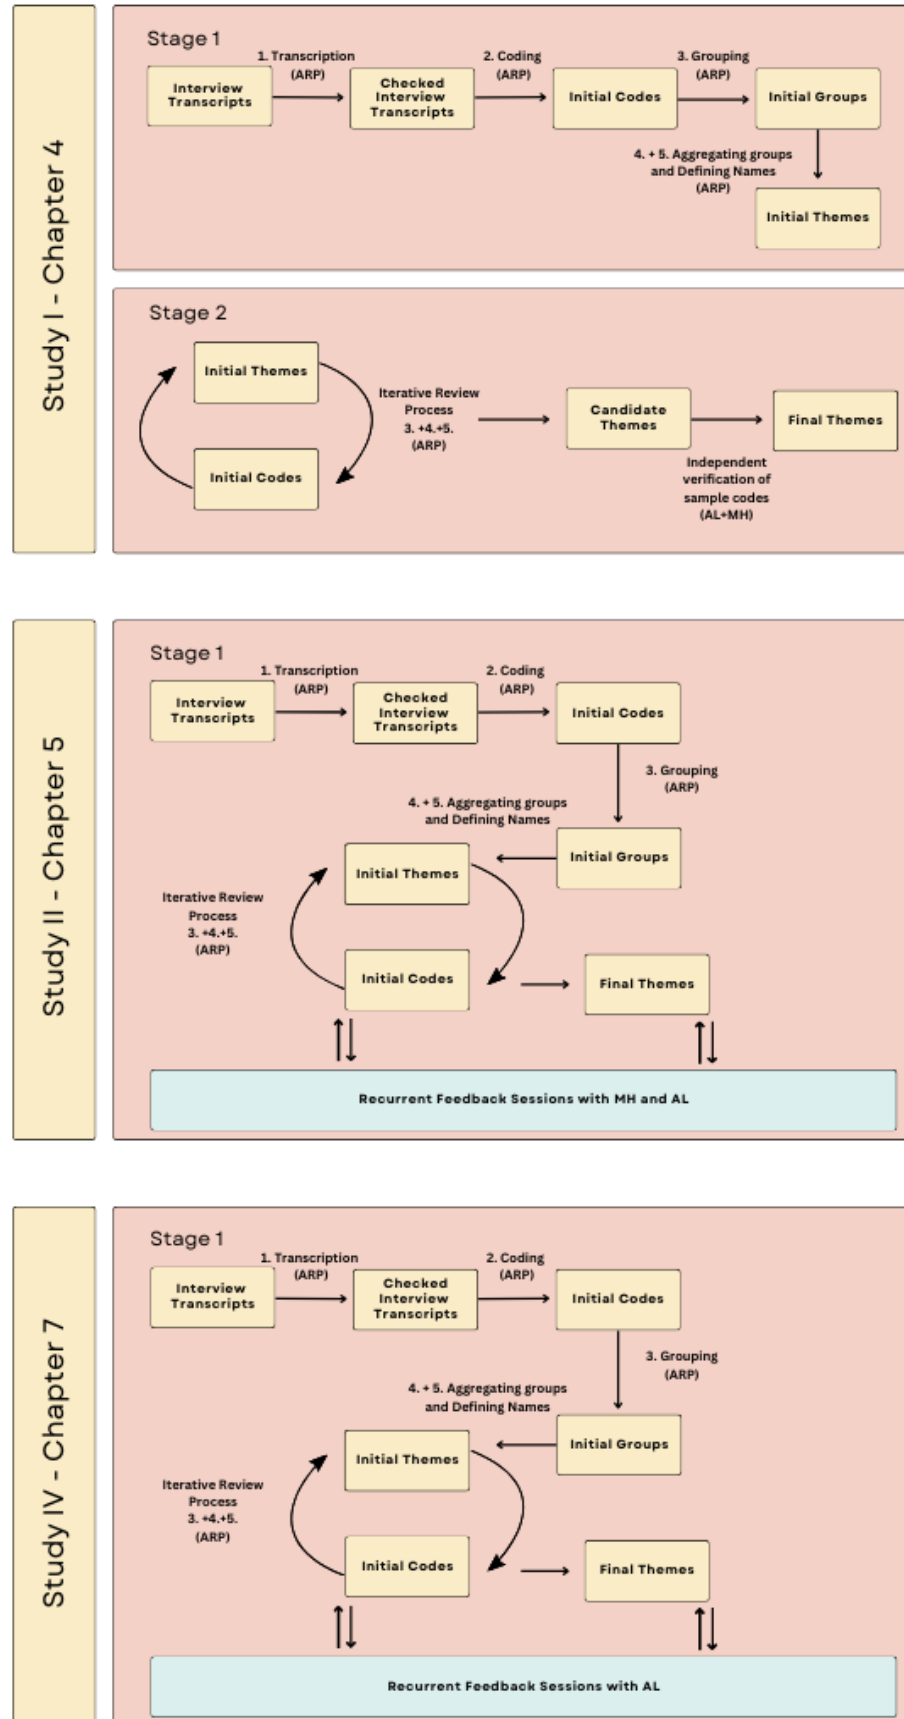 Study I - Chapter 4
Stage 1
1. Transcription
(ARP)
2. Coding
(ARP)
3. Grouping
(ARP)
Interview
Transcripts
Checked
Interview
Transcripts
Initial Codes
Initial Groups
4. + 5. Aggregating groups
and Defining Names
(ARP)
Initial Themes
Stage 2
Initial Themes
Initial Codes
Iterative Review
Process
3. +4.+5.
(ARP)
Candidate
Themes
Final Themes
Independent
verification of
sample codes
(AL+MH)
Study II - Chapter 5
Stage 1
1. Transcription
(ARP)
2. Coding
(ARP)
Interview
Transcripts
Checked
Interview
Transcripts
Initial Codes
3. Grouping
(ARP)
4. + 5. Aggregating groups
and Defining Names
Initial Groups
Initial Themes
Iterative Review
Process
3. +4.+5.
(ARP)
Initial Codes
Final Themes
Recurrent Feedback Sessions with MH and AL
Study IV - Chapter 7
Stage 1
1. Transcription
(ARP)
2. Coding
(ARP)
Interview
Transcripts
Checked
Interview
Transcripts
Initial Codes
3. Grouping
(ARP)
4. + 5. Aggregating groups
and Defining Names
Initial Groups
Initial Themes
Iterative Review
Process
3. +4.+5.
(ARP)
Initial Codes
Final Themes
Recurrent Feedback Sessions with AL